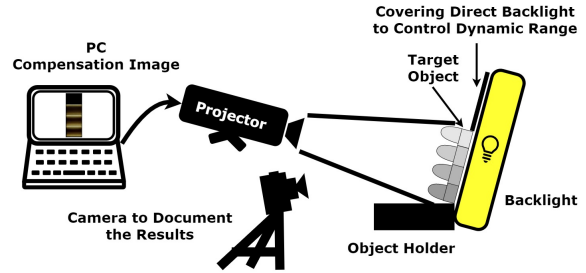 Covering Direct Backlight
to Control Dynamic Range
PC
Compensation Image
Target
Object
Projector
Backlight
Camera to Document
the Results
Object Holder